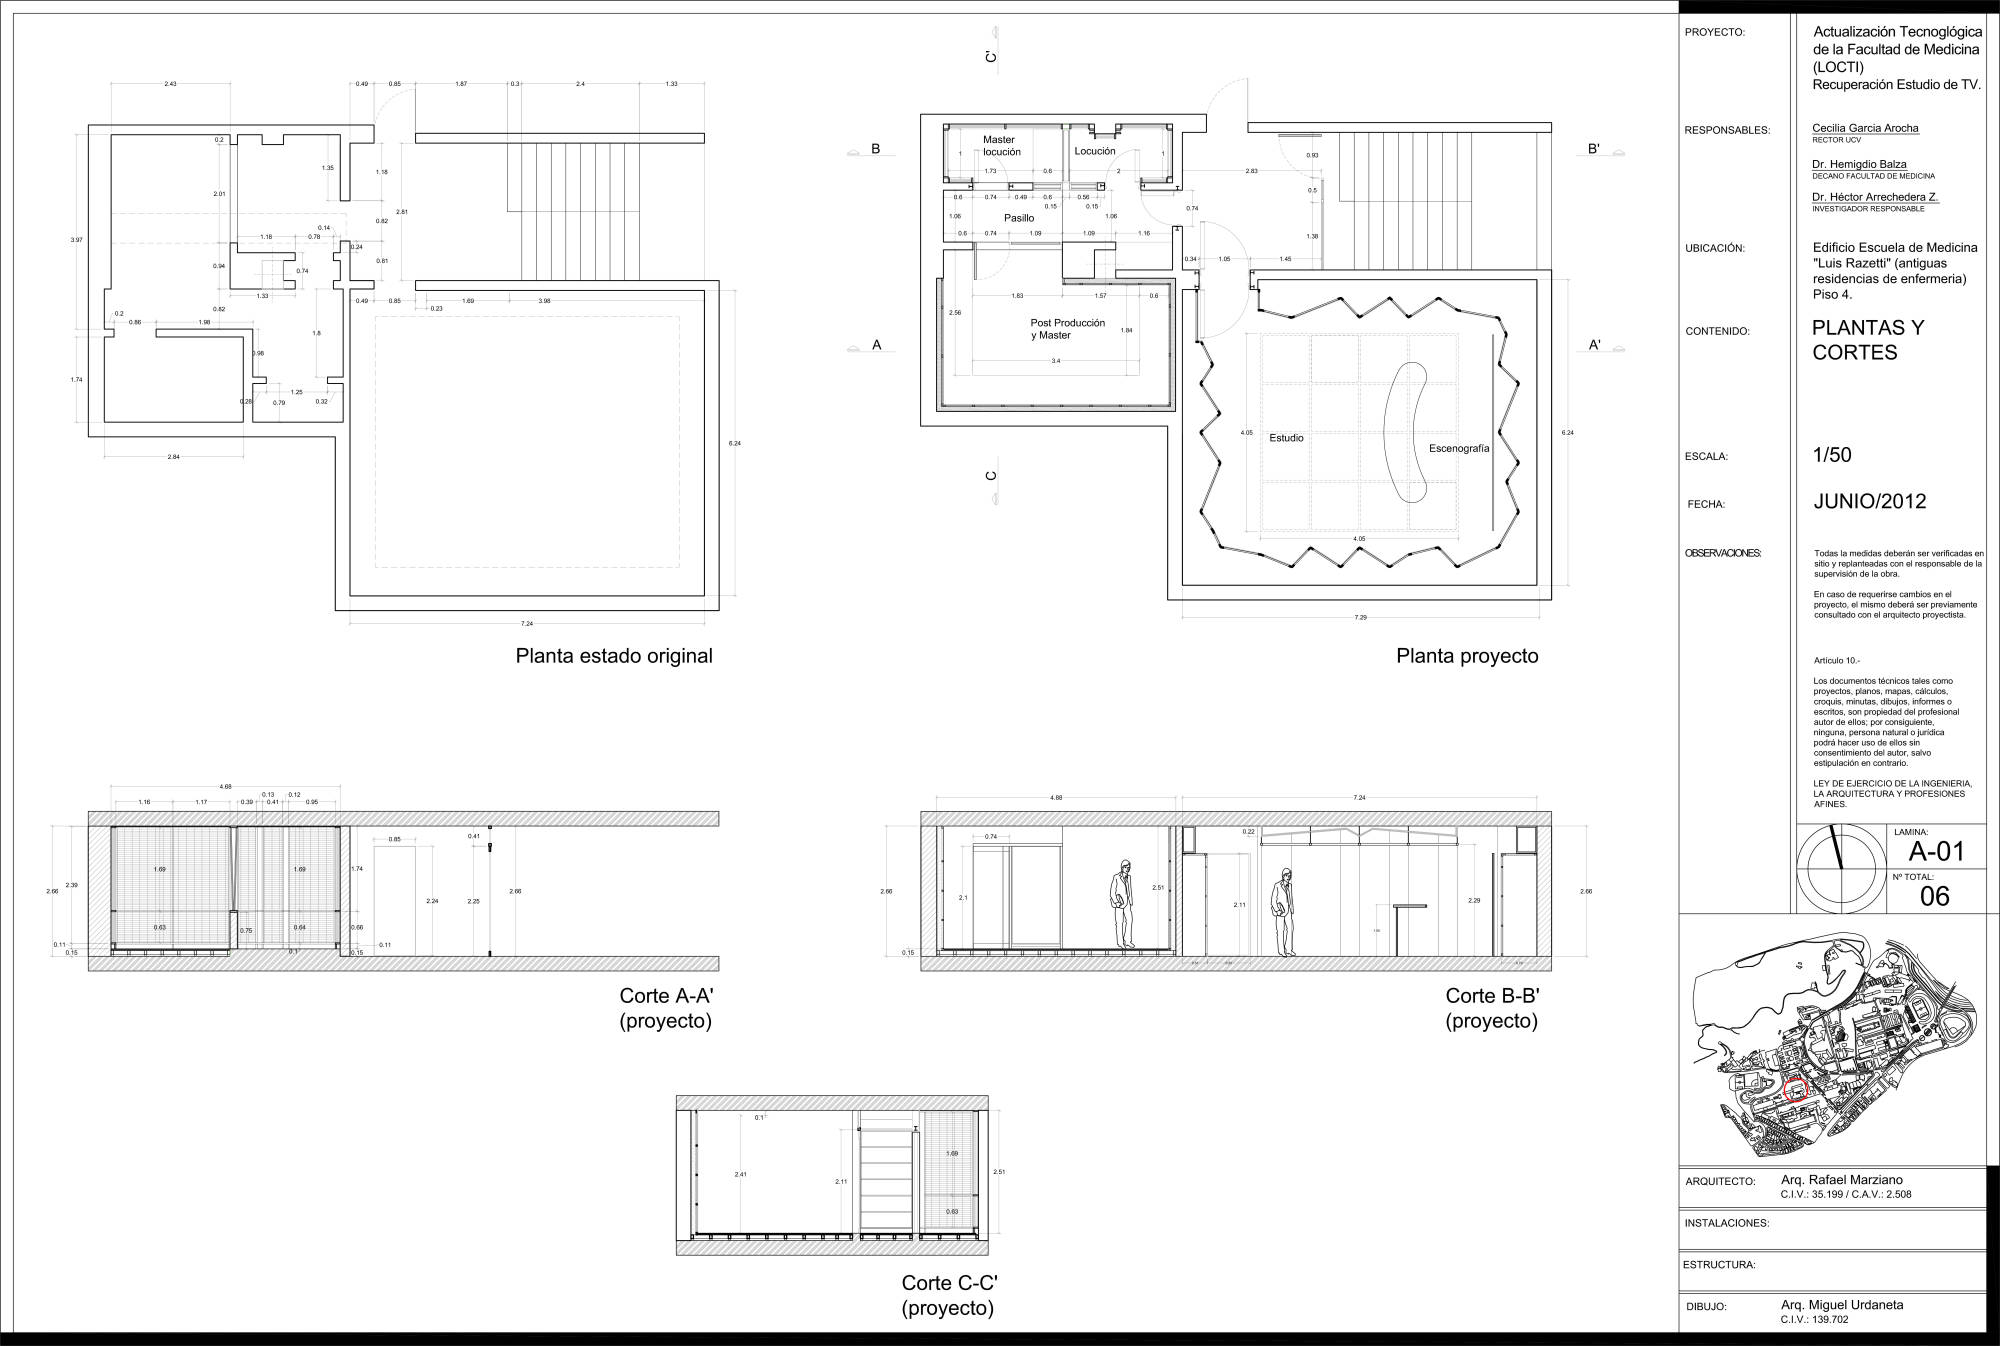 C'
2.43
0.49
0.85
1.87
0.3
2.4
1.33
0.2
1.35
1.18
2.01
2.81
0.82
0.14
1.18
0.78
0.24
3.97
0.94
0.74
0.61
1.33
0.82
0.49
0.85
1.69
3.98
0.23
0.2
0.86
1.98
1.8
0.98
1.74
1.25
0.28
0.79
0.32
2.84
6.24
7.24
Planta estado original
B
B'
Master
locución
Locución
1
1
1.73
0.6
2
0.93
2.83
0.5
0.6
0.74
0.49
0.6
0.56
0.15
0.15
0.74
1.06
Pasillo
1.06
0.6
0.74
1.09
1.09
1.16
1.38
0.34
1.05
1.45
1.83
1.57
0.6
2.56
Post Producción
y Master
1.84
3.4
A
A'
4.05
Estudio
Escenografía
6.24
C
4.05
7.29
Planta proyecto
4.68
0.13
0.12
1.16
1.17
0.39
0.41
0.95
0.85
0.41
1.69
1.69
1.74
2.39
2.66
2.24
2.25
2.66
0.63
0.75
0.64
0.66
0.11
0.11
0.15
0.1
0.15
Corte A-A'
(proyecto)
4.88
7.24
0.22
0.74
2.51
2.66
2.1
2.11
2.29
2.66
0.15
Corte B-B'
(proyecto)
0.1
1.69
2.41
2.11
2.51
0.63
Corte C-C'
(proyecto)
PROYECTO:
Actualización Tecnoglógica
de la Facultad de Medicina
(LOCTI)
Recuperación Estudio de TV.
RESPONSABLES:
Cecilia Garcia Arocha
RECTOR UCV
Dr. Hemigdio Balza
DECANO FACULTAD DE MEDICINA
Dr. Héctor Arrechedera Z.
INVESTIGADOR RESPONSABLE
UBICACIÓN:
Edificio Escuela de Medicina
"Luis Razetti" (antiguas
residencias de enfermeria)
Piso 4.
CONTENIDO:
PLANTAS Y
CORTES
ESCALA:
1/50
FECHA:
JUNIO/2012
OBSERVACIONES:
Todas la medidas deberán ser verificadas en
sitio y replanteadas con el responsable de la
supervisión de la obra.
En caso de requerirse cambios en el
proyecto, el mismo deberá ser previamente
consultado con el arquitecto proyectista.
Artículo 10.-
Los documentos técnicos tales como
proyectos, planos, mapas, cálculos,
croquis, minutas, dibujos, informes o
escritos, son propiedad del profesional
autor de ellos; por consiguiente,
ninguna, persona natural o jurídica
podrá hacer uso de ellos sin
consentimiento del autor, salvo
estipulación en contrario.
LEY DE EJERCICIO DE LA INGENIERIA,
LA ARQUITECTURA Y PROFESIONES
AFINES.
LAMINA:
A-01
Nº TOTAL:
06
ARQUITECTO:
Arq. Rafael Marziano
C.I.V.: 35.199 / C.A.V.: 2.508
INSTALACIONES:
ESTRUCTURA:
DIBUJO:
Arq. Miguel Urdaneta
C.I.V.: 139.702